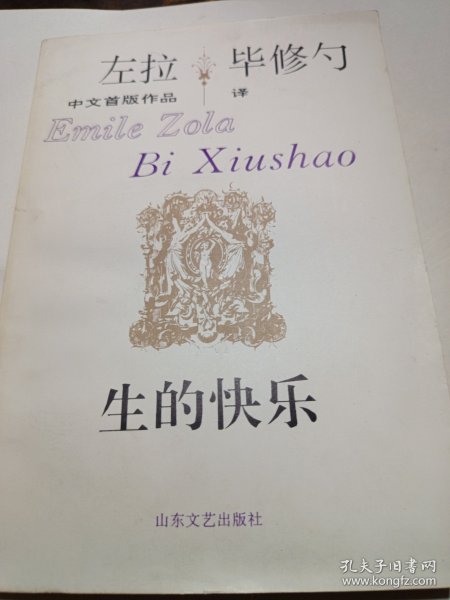 左拉 毕修勺
中文首版作品 译
Emile Zola
Bi Xiushao
生的快乐
山东文艺出版社
孔夫子旧书网
www.kongfz.com